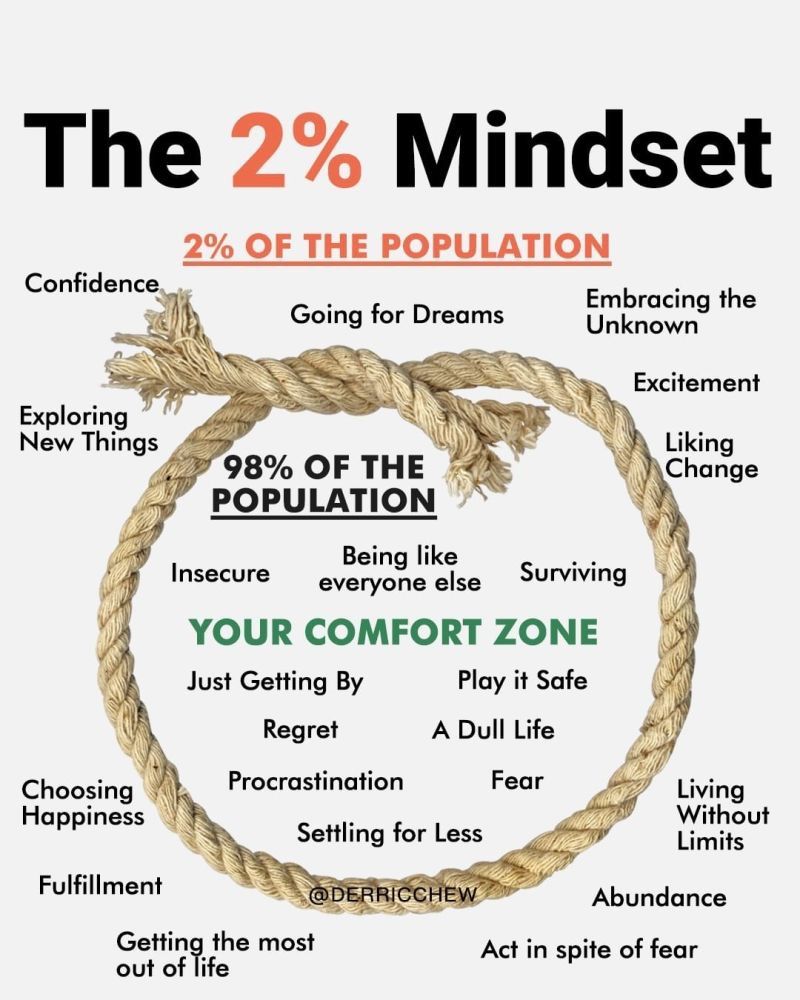 The 2% Mindset
2% OF THE POPULATION
Confidence
Going for Dreams
Embracing the
Unknown
Excitement
Exploring
New Things
Liking
Change
98% OF THE
POPULATION
Insecure
Being like
everyone else
Surviving
YOUR COMFORT ZONE
Just Getting By
Play it Safe
Regret
A Dull Life
Procrastination
Fear
Choosing
Happiness
Living
Without
Limits
Settling for Less
Fulfillment
@DERRICCHEW
Abundance
Getting the most
out of life
Act in spite of fear